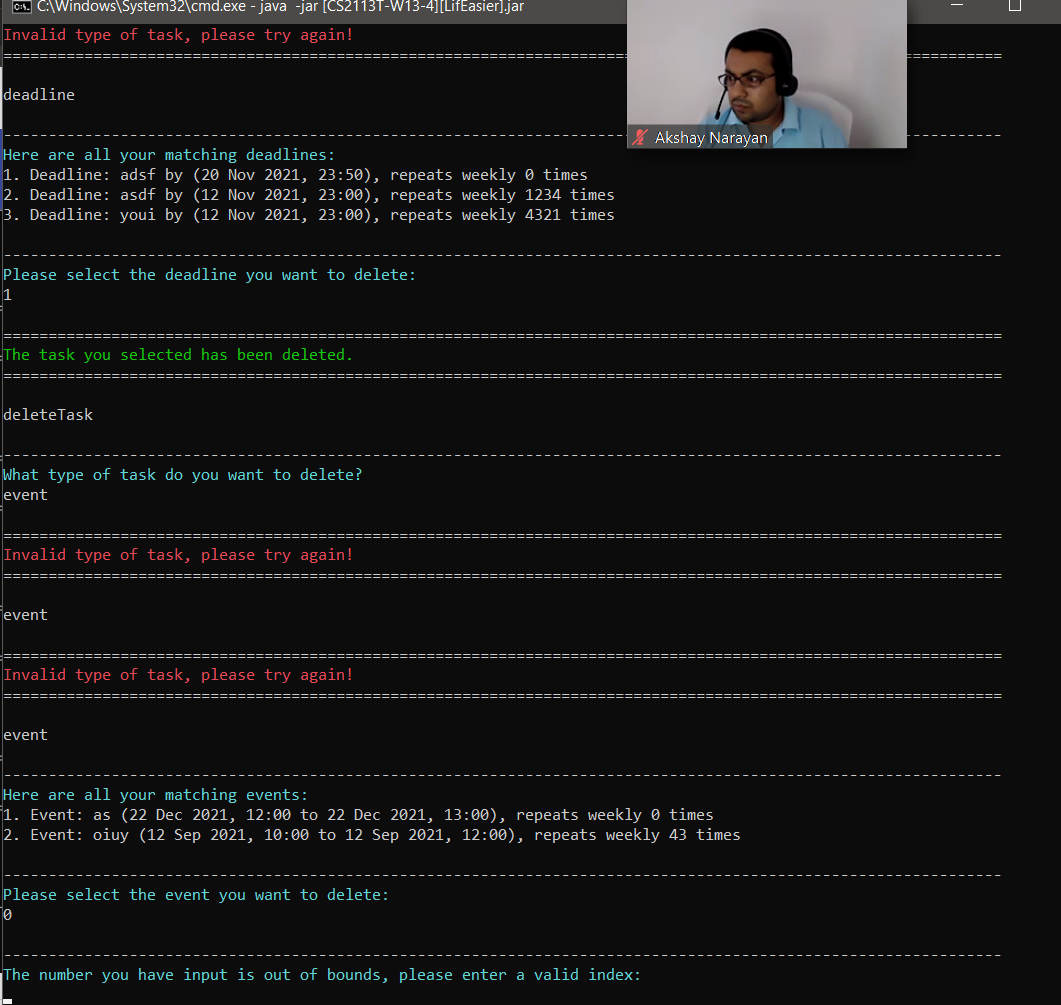 C:\Windows\System32\cmd.exe - java -jar [CS2113T-W13-4][LifEasier].jar
Invalid type of task, please try again!
===============================================================================================================
deadline
---------------------------------------------------------------------------------------------------------------
Akshay Narayan
Here are all your matching deadlines:
1. Deadline: adsf by (20 Nov 2021, 23:50), repeats weekly 0 times
2. Deadline: asdf by (12 Nov 2021, 23:00), repeats weekly 1234 times
3. Deadline: youi by (12 Nov 2021, 23:00), repeats weekly 4321 times
---------------------------------------------------------------------------------------------------------------
Please select the deadline you want to delete:
1
===============================================================================================================
The task you selected has been deleted.
===============================================================================================================
deleteTask
---------------------------------------------------------------------------------------------------------------
What type of task do you want to delete?
event
===============================================================================================================
Invalid type of task, please try again!
===============================================================================================================
event
===============================================================================================================
Invalid type of task, please try again!
===============================================================================================================
event
---------------------------------------------------------------------------------------------------------------
Here are all your matching events:
1. Event: as (22 Dec 2021, 12:00 to 22 Dec 2021, 13:00), repeats weekly 0 times
2. Event: oiuy (12 Sep 2021, 10:00 to 12 Sep 2021, 12:00), repeats weekly 43 times
---------------------------------------------------------------------------------------------------------------
Please select the event you want to delete:
0
---------------------------------------------------------------------------------------------------------------
The number you have input is out of bounds, please enter a valid index: